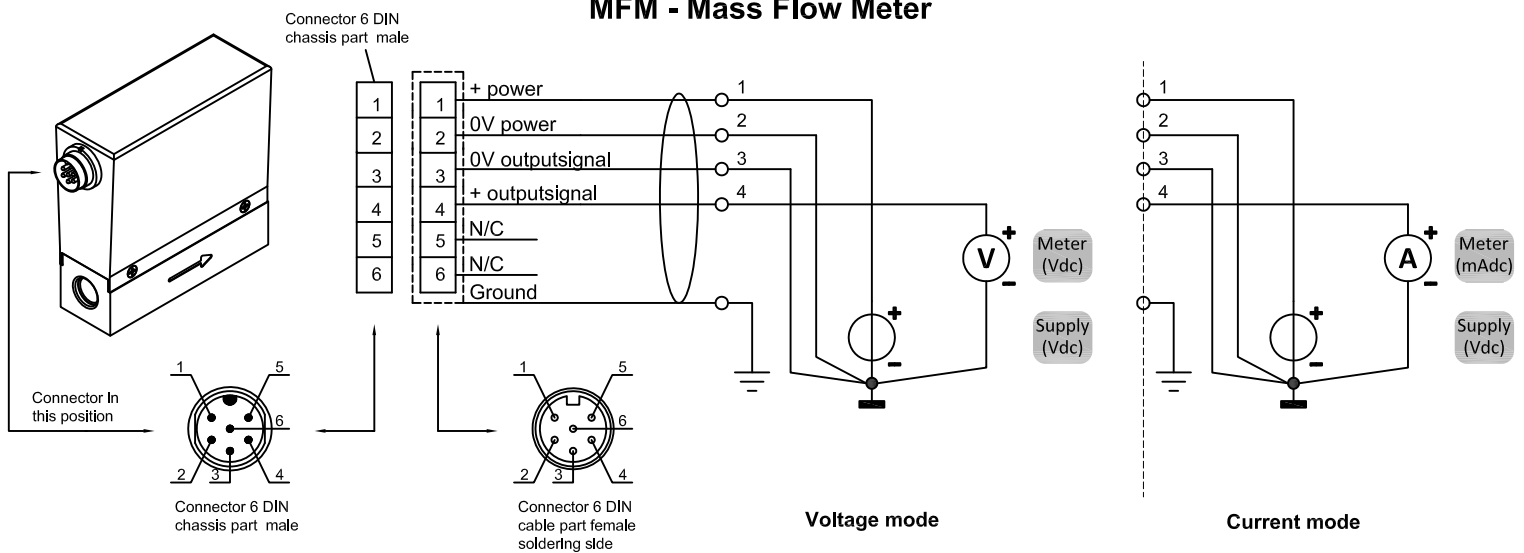 MFM - Mass Flow Meter
Connector 6 DIN
chassis part male
1
2
3
4
5
6
1
2
3
4
5
6
+ power
0V power
0V outputsignal
+ outputsignal
N/C
N/C
Ground
1
2
3
4
V
+
-
Meter
(Vdc)
+
-
Supply
(Vdc)
1
2
3
4
A
+
-
Meter
(mAdc)
+
-
Supply
(Vdc)
Connector In
this position
1
5
6
2
3
4
Connector 6 DIN
chassis part male
1
5
6
2
3
4
Connector 6 DIN
cable part female
soldering side
Voltage mode
Current mode